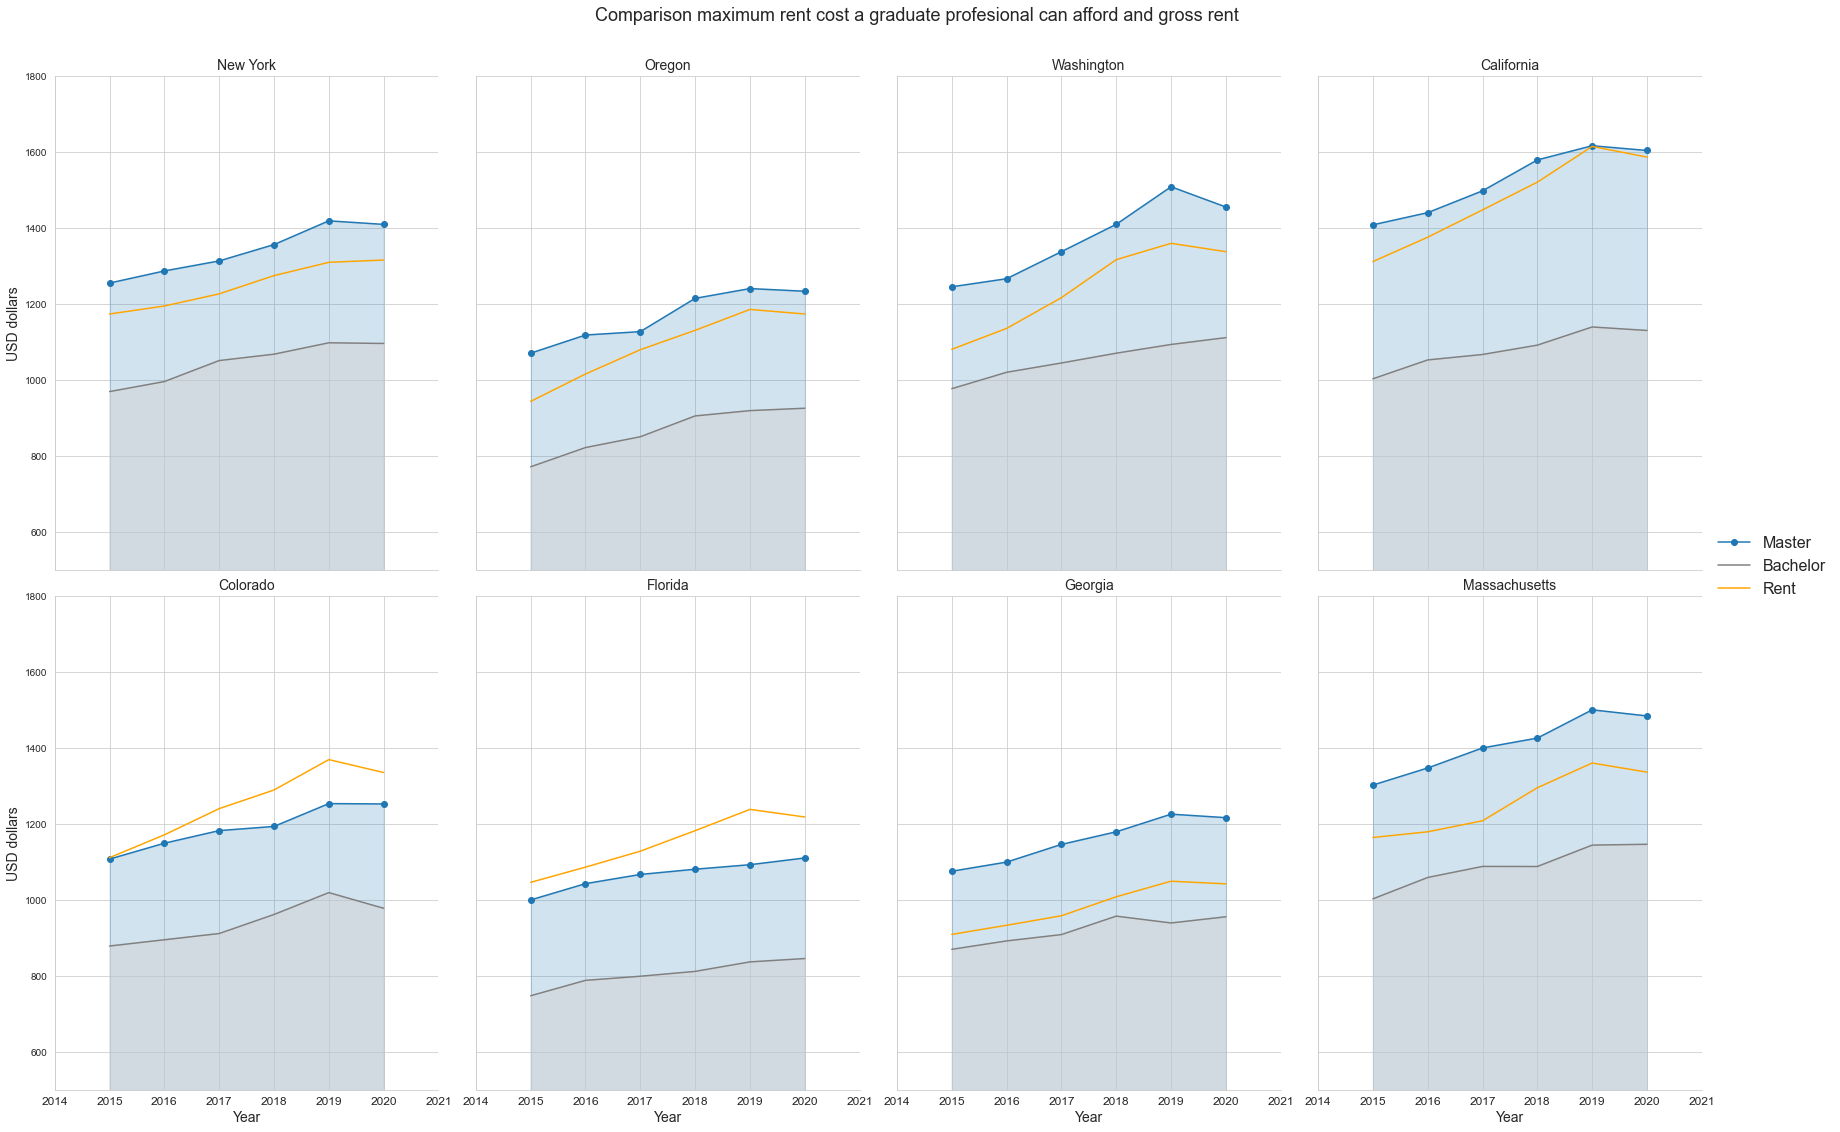 Comparison maximum rent cost a graduate profesional can afford and gross rent
New York
Oregon
Washington
California
1800
1600
1400
1200
1000
800
600
USD dollars
Master
Bachelor
Rent
Colorado
Florida
Georgia
Massachusetts
1800
1600
1400
1200
1000
800
600
USD dollars
2014 2015 2016 2017 2018 2019 2020 2021
2014 2015 2016 2017 2018 2019 2020 2021
2014 2015 2016 2017 2018 2019 2020 2021
2014 2015 2016 2017 2018 2019 2020 2021
Year
Year
Year
Year